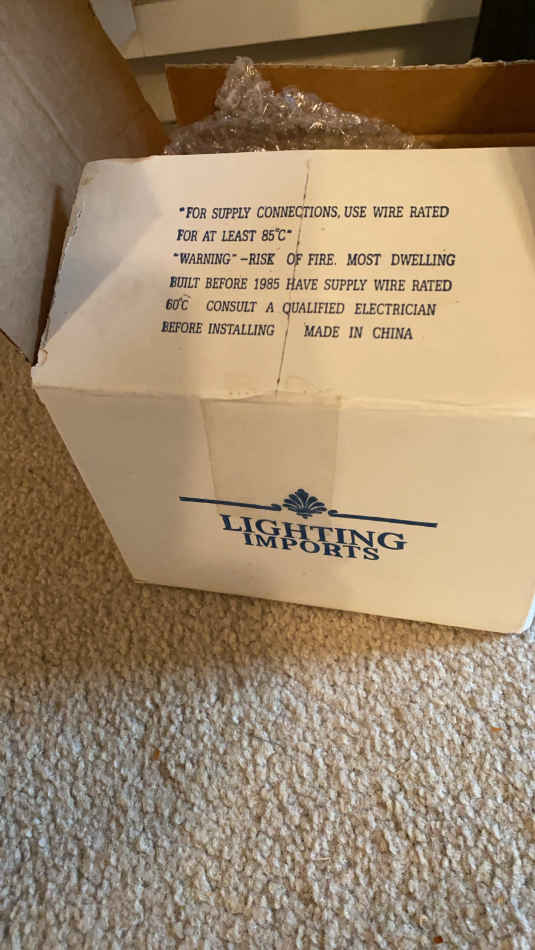 "FOR SUPPLY CONNECTIONS, USE WIRE RATED
FOR AT LEAST 85°C"
"WARNING" -RISK OF FIRE. MOST DWELLING
BUILT BEFORE 1985 HAVE SUPPLY WIRE RATED
60°C CONSULT A QUALIFIED ELECTRICIAN
BEFORE INSTALLING MADE IN CHINA
LIGHTING
IMPORTS